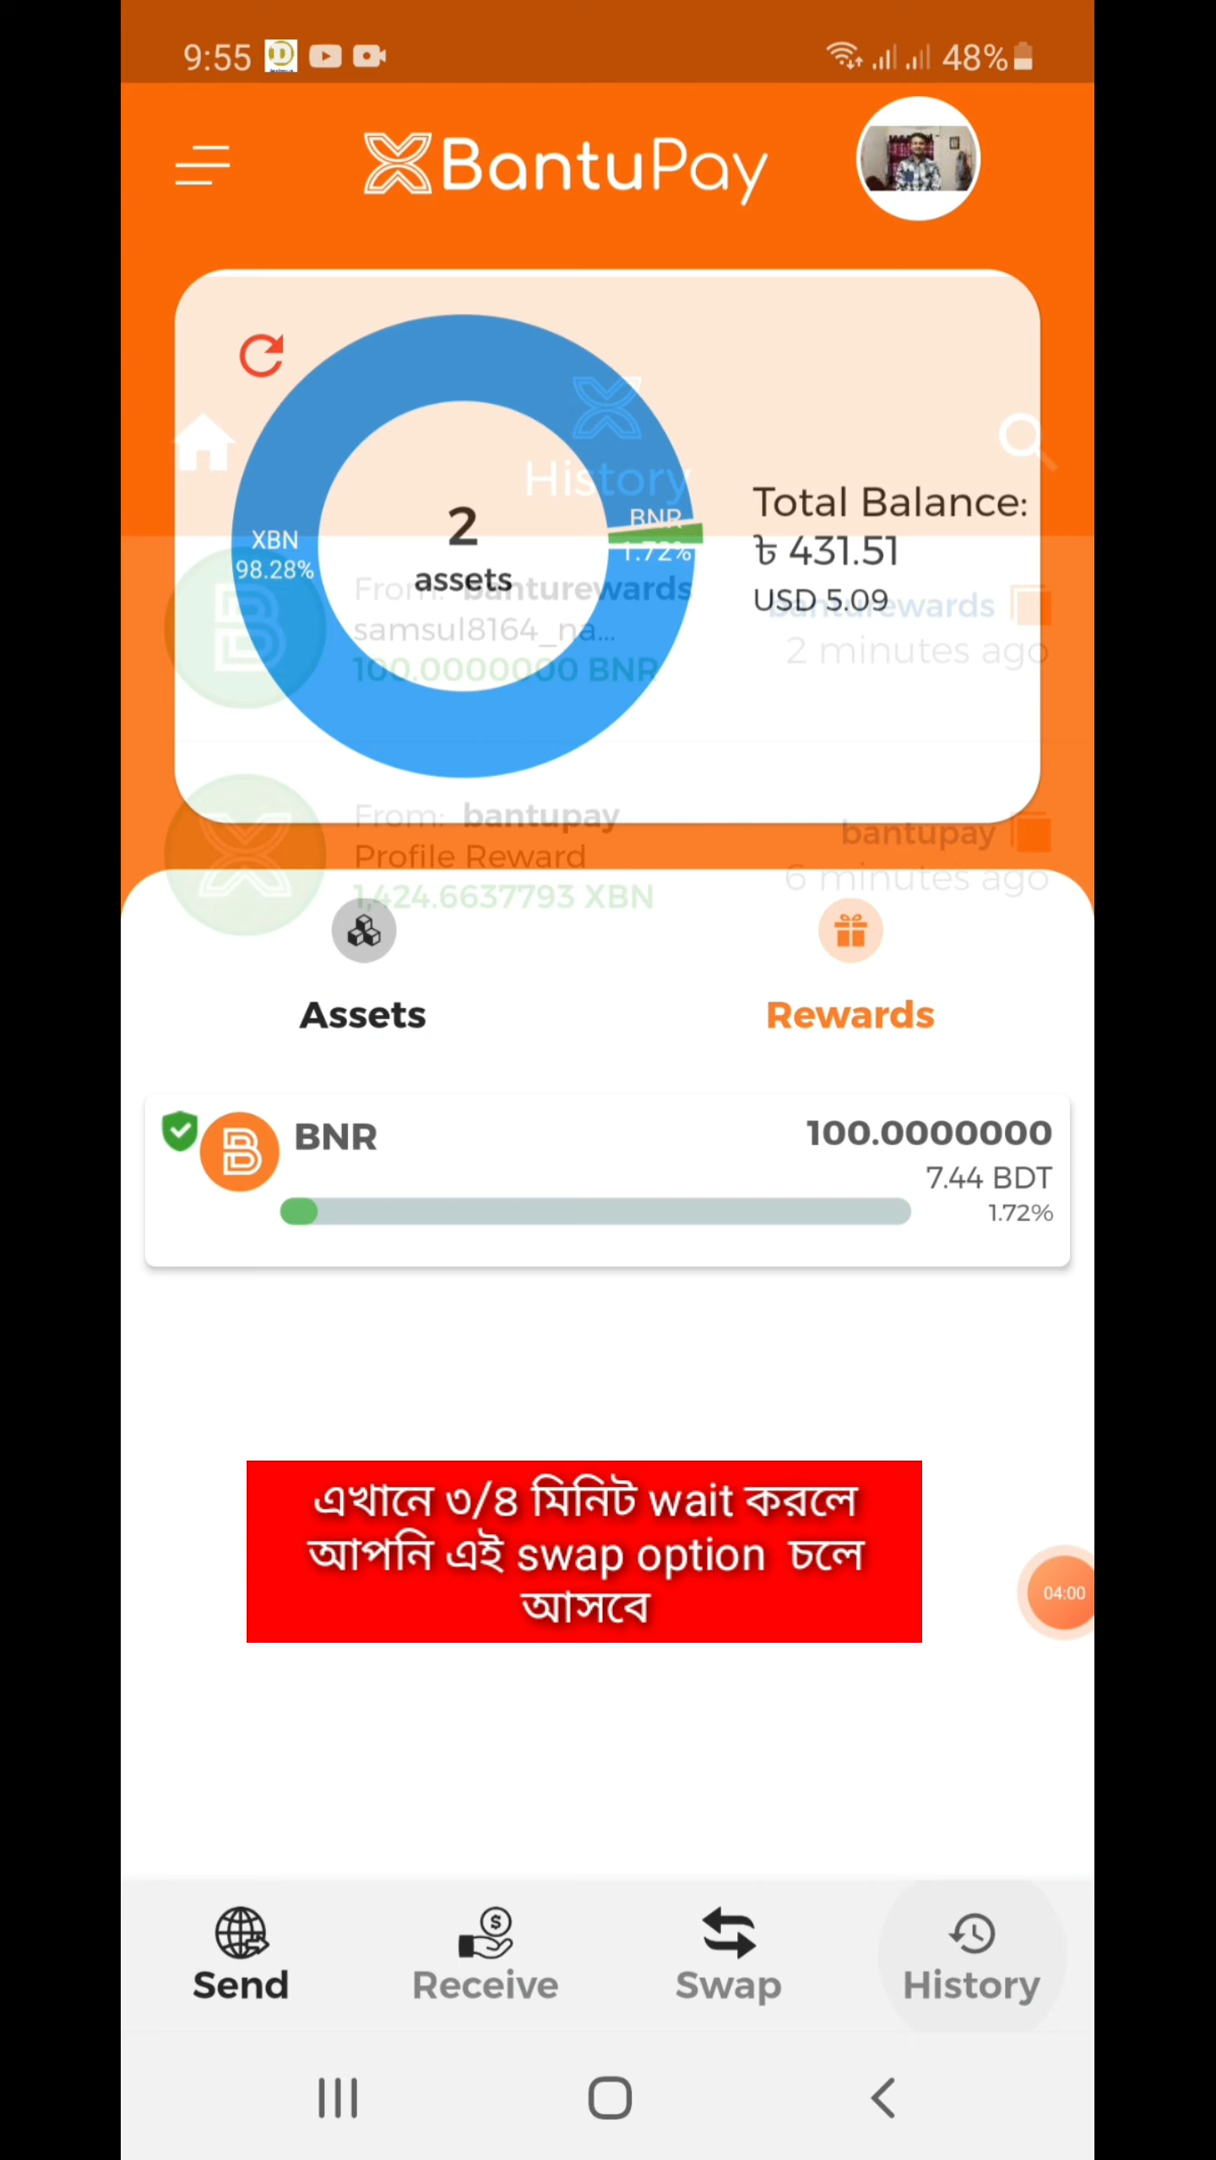 9:55
48%
BantuPay
History
XBN
98.28%
2
assets
BNR
1.72%
Total Balance:
৳ 431.51
USD 5.09
From: banturewards
banturewards
samsul8164_na...
2 minutes ago
100.0000000 BNR
From: bantupay
bantupay
Profile Reward
6 minutes ago
1,424.6637793 XBN
Assets
Rewards
BNR
100.0000000
7.44 BDT
1.72%
এখানে ৩/৪ মিনিট wait করলে
আপনি এই swap option চলে
আসবে
04:00
Send
Receive
Swap
History